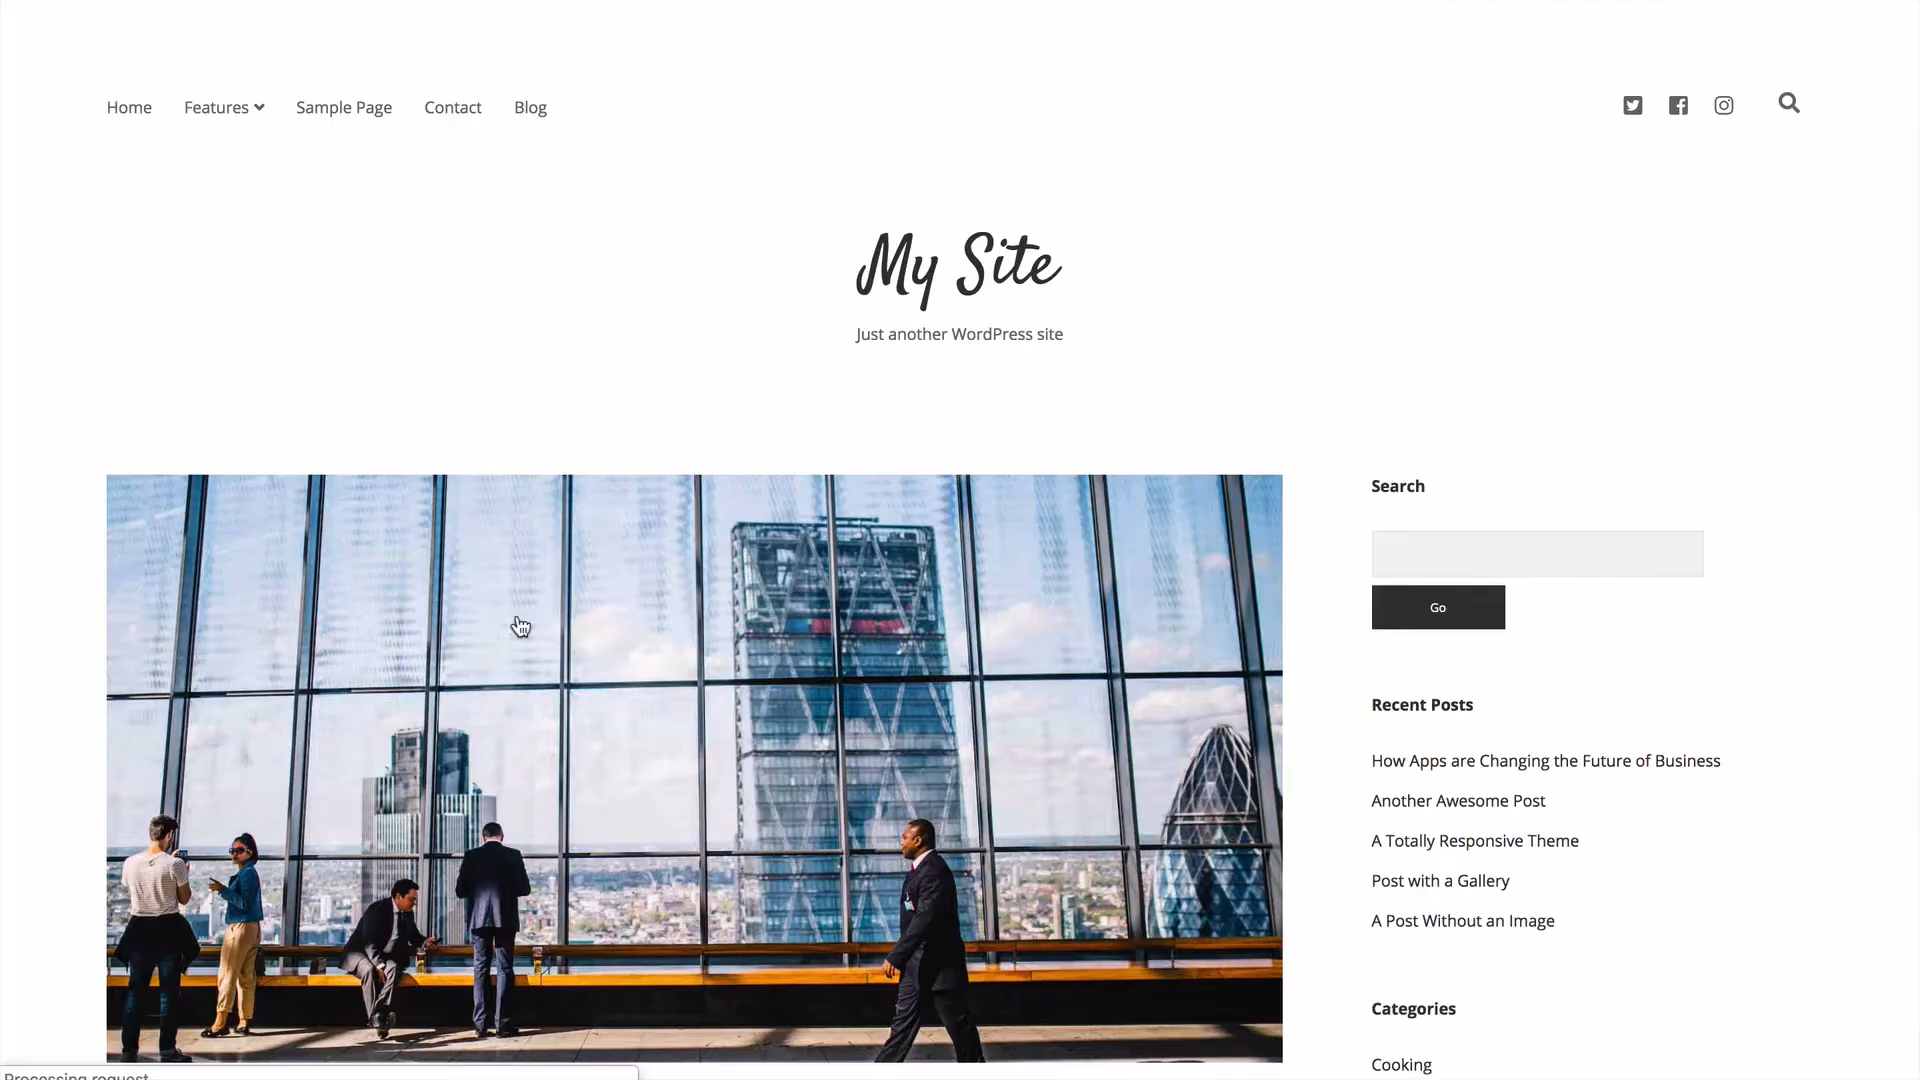 Home
Features
Sample Page
Contact
Blog
My Site
Just another WordPress site
Search
Go
Recent Posts
How Apps are Changing the Future of Business
Another Awesome Post
A Totally Responsive Theme
Post with a Gallery
A Post Without an Image
Categories
Cooking
Processing request